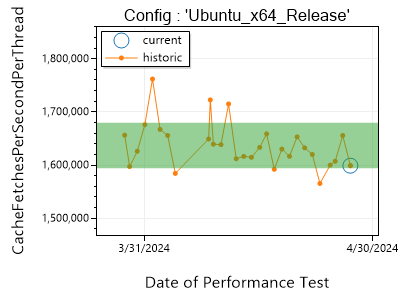 Config : 'Ubuntu_x64_Release'
CacheFetchesPerSecondPerThread
current
historic
1,800,000
1,700,000
1,600,000
1,500,000
3/31/2024
4/30/2024
Date of Performance Test